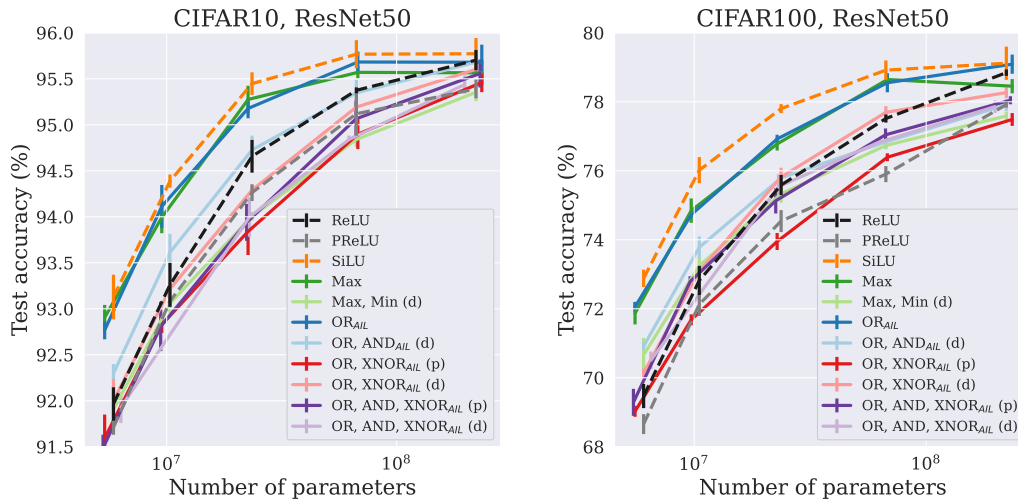 CIFAR10, ResNet50
Test accuracy (%)
96.0
95.5
95.0
94.5
94.0
93.5
93.0
92.5
92.0
91.5
10⁷
10⁸
Number of parameters
ReLU
PReLU
SiLU
Max
Max, Min (d)
OR_AIL
OR, AND_AIL (d)
OR, XNOR_AIL (p)
OR, XNOR_AIL (d)
OR, AND, XNOR_AIL (p)
OR, AND, XNOR_AIL (d)
CIFAR100, ResNet50
Test accuracy (%)
80
78
76
74
72
70
68
10⁷
10⁸
Number of parameters
ReLU
PReLU
SiLU
Max
Max, Min (d)
OR_AIL
OR, AND_AIL (d)
OR, XNOR_AIL (p)
OR, XNOR_AIL (d)
OR, AND, XNOR_AIL (p)
OR, AND, XNOR_AIL (d)